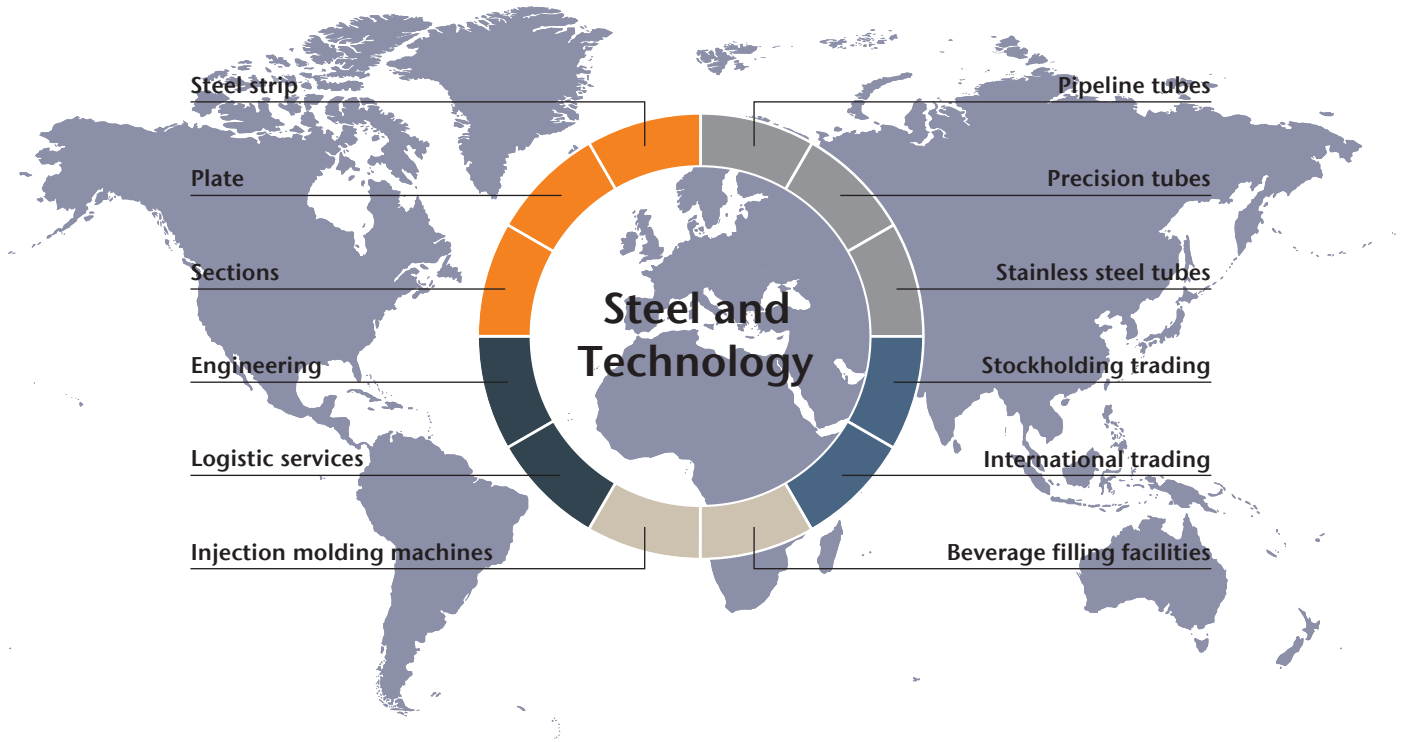 Steel strip
Pipeline tubes
Plate
Precision tubes
Sections
Stainless steel tubes
Steel and
Technology
Engineering
Stockholding trading
Logistic services
International trading
Injection molding machines
Beverage filling facilities